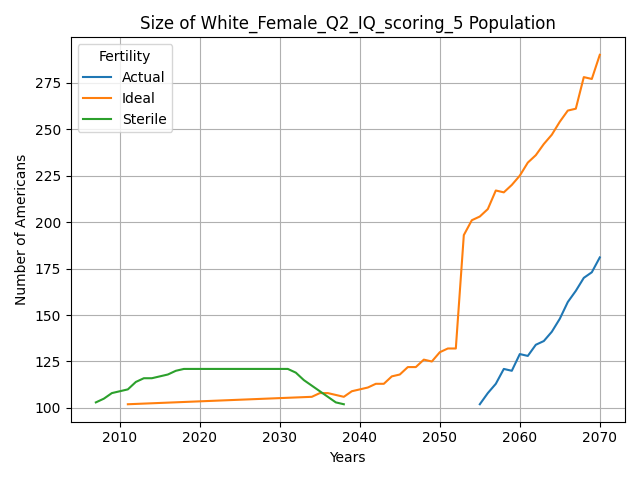 Size of White_Female_Q2_IQ_scoring_5 Population
Fertility
Actual
Ideal
Sterile
Number of Americans
275
250
225
200
175
150
125
100
2010 2020 2030 2040 2050 2060 2070
Years